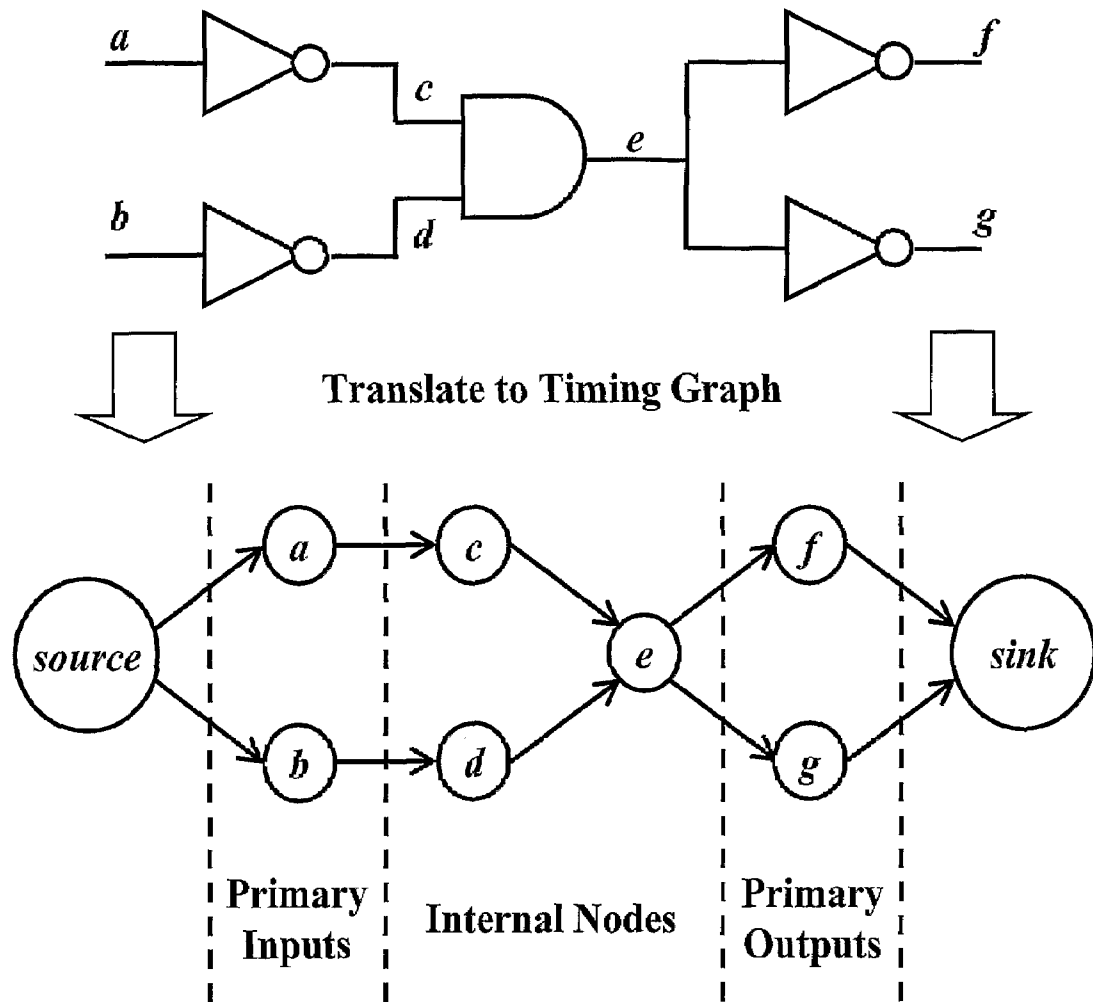 a
f
c
e
b
d
g
Translate to Timing Graph
a
c
f
source
e
sink
b
d
g
Primary
Inputs
Internal Nodes
Primary
Outputs